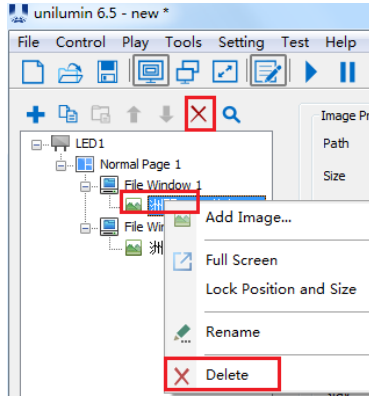 unilumin 6.5 - new *
File Control Play Tools Setting Test Help
Image Pr
LED1
Path
Normal Page 1
Size
File Window 1
洲
Add Image...
File Wir
洲
Full Screen
Lock Position and Size
Rename
Delete